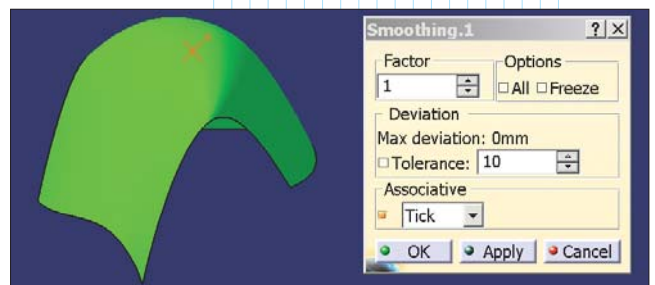 Smoothing.1 ? ×
Factor
Options
1
All Freeze
Deviation
Max deviation: 0mm
Tolerance: 10
Associative
Tick
OK Apply Cancel